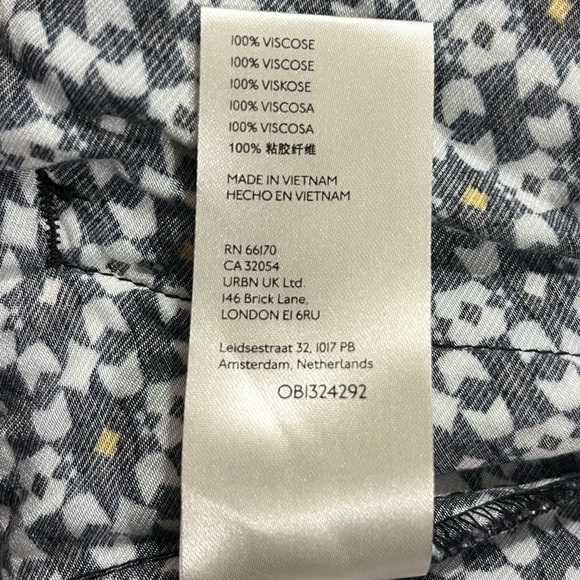 100% VISCOSE
100% VISCOSE
100% VISKOSE
100% VISCOSA
100% VISCOSA
100% 粘胶纤维
MADE IN VIETNAM
HECHO EN VIETNAM
RN 66170
CA 32054
URBN UK Ltd.
146 Brick Lane,
LONDON E1 6RU
Leidsestraat 32, 1017 PB
Amsterdam, Netherlands
OB1324292